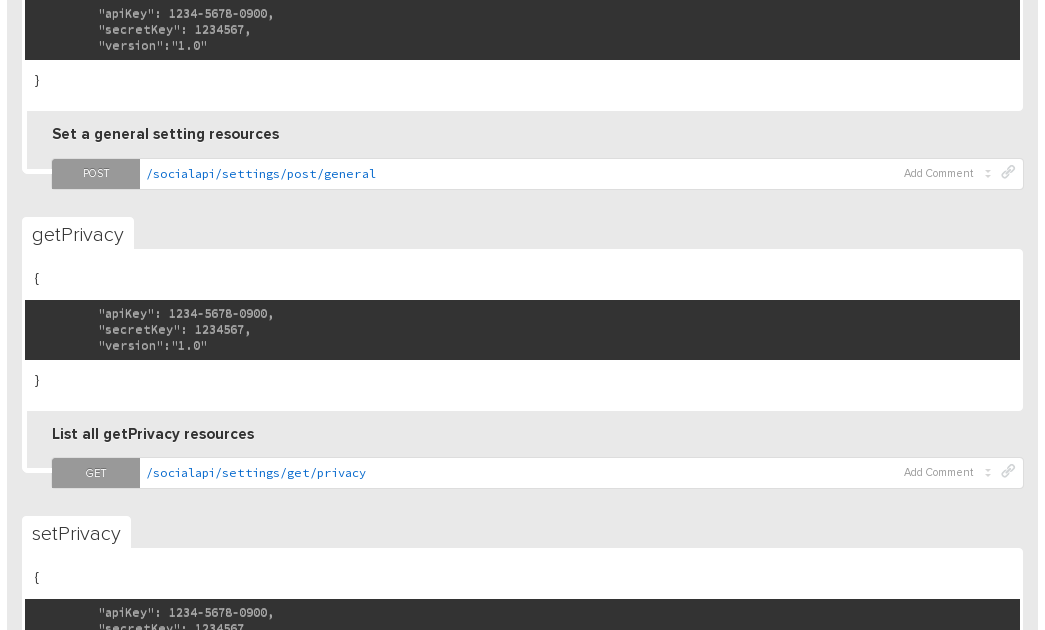 "apiKey": 1234-5678-0900,
"secretKey": 1234567,
"version":"1.0"
}
Set a general setting resources
POST /socialapi/settings/post/general Add Comment
getPrivacy
{
"apiKey": 1234-5678-0900,
"secretKey": 1234567,
"version":"1.0"
}
List all getPrivacy resources
GET /socialapi/settings/get/privacy Add Comment
setPrivacy
{
"apiKey": 1234-5678-0900,
"secretKey": 1234567,